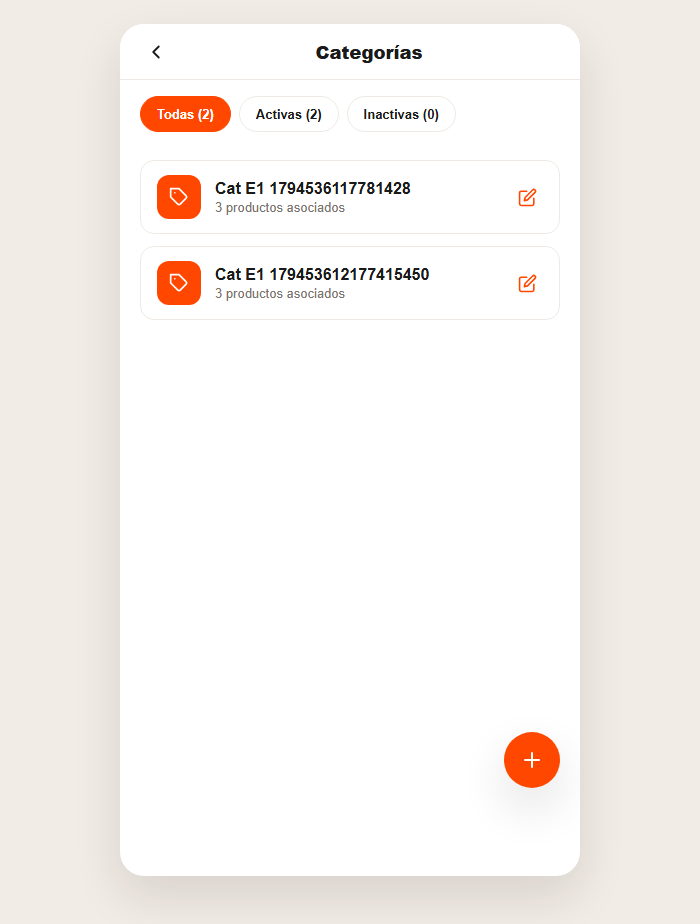 Categorías
Todas (2)
Activas (2)
Inactivas (0)
Cat E1 1794536117781428
3 productos asociados
Cat E1 179453612177415450
3 productos asociados